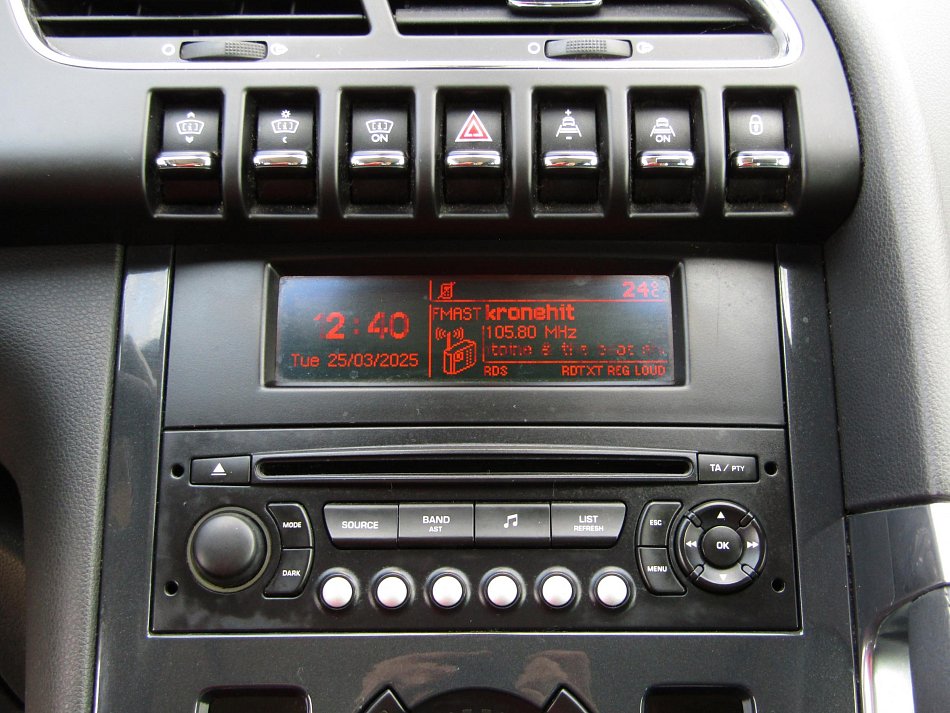 ON
ON
24°C
12:40
Tue 25/03/2025
FMAST kronehit
105.80 MHz
RDS RDTXT REG LOUD
TA / PTY
MODE
DARK
SOURCE
BAND
AST
LIST
REFRESH
ESC
MENU
OK